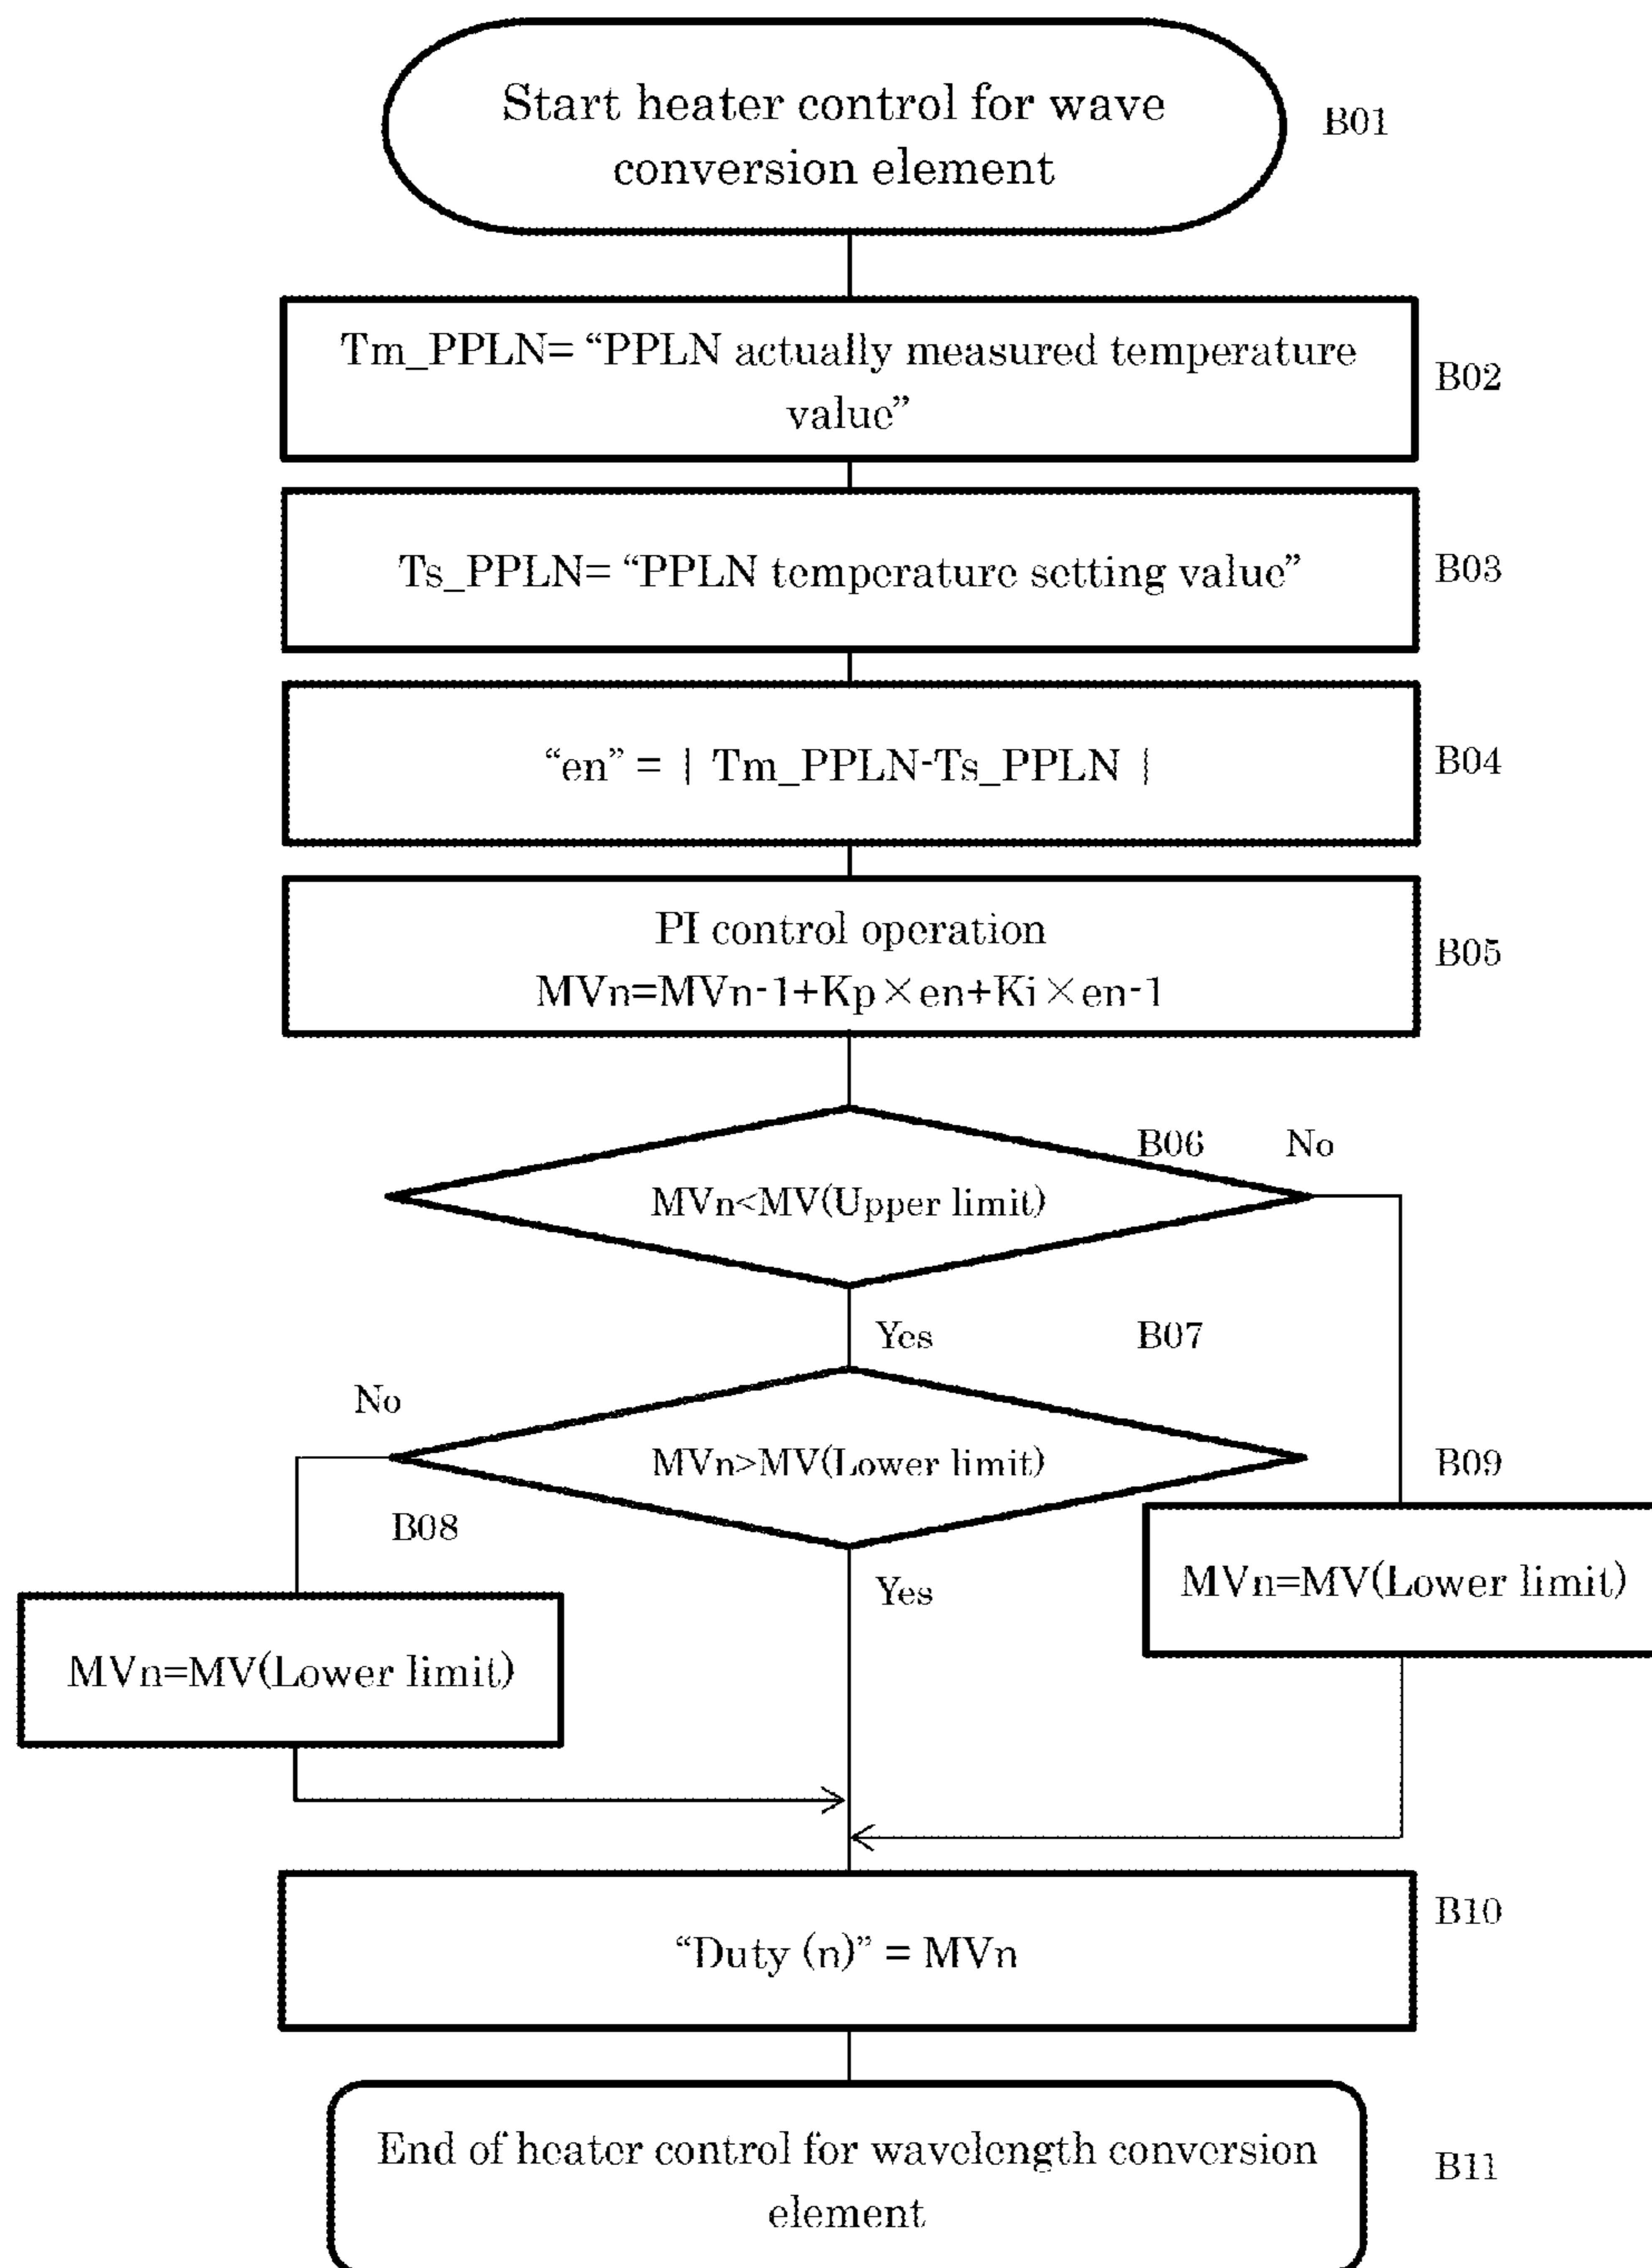 Start heater control for wave
conversion element
B01
Tm_PPLN= “PPLN actually measured temperature
value”
B02
Ts_PPLN= “PPLN temperature setting value”
B03
“en” = | Tm_PPLN-Ts_PPLN |
B04
PI control operation
MVn=MVn-1+Kp×en+Ki×en-1
B05
B06
No
MVn<MV(Upper limit)
Yes
B07
No
MVn>MV(Lower limit)
B09
B08
Yes
MVn=MV(Lower limit)
MVn=MV(Lower limit)
“Duty (n)” = MVn
B10
End of heater control for wavelength conversion
element
B11